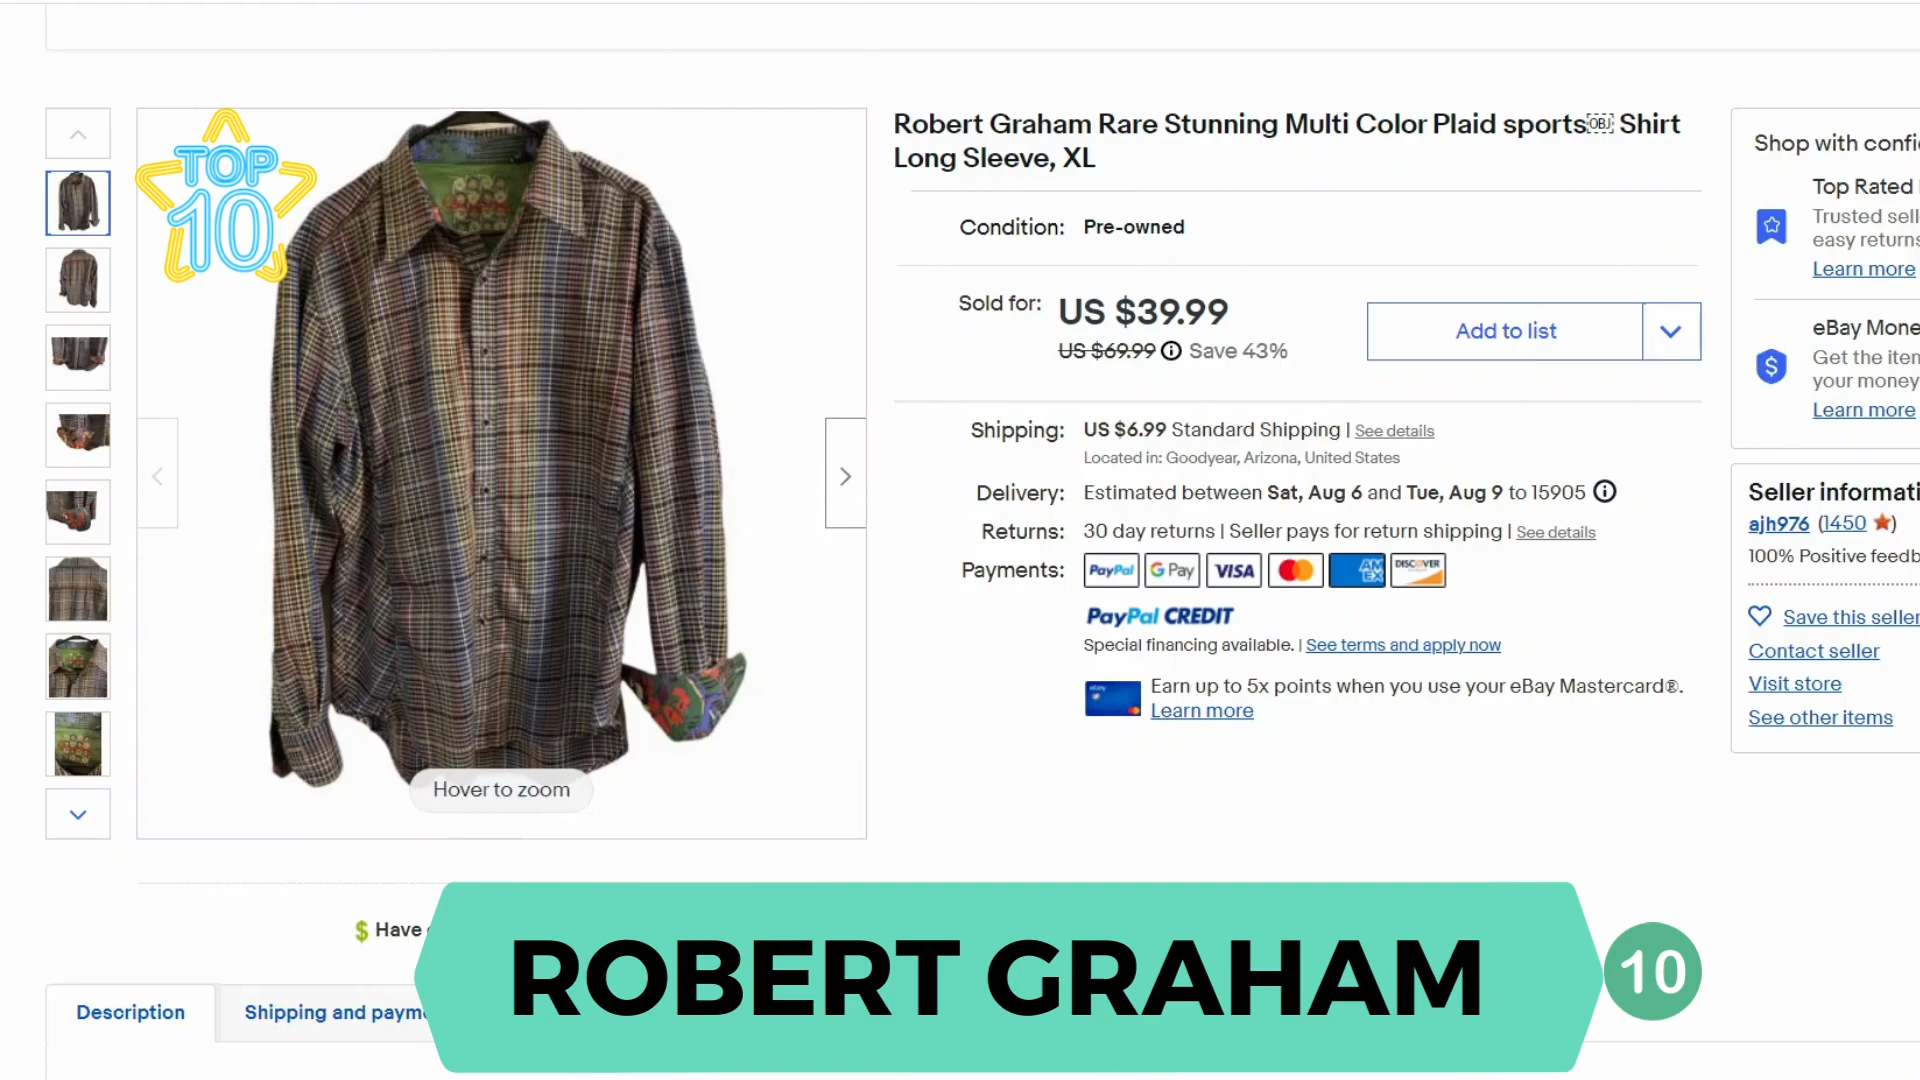 TOP
10
Robert Graham Rare Stunning Multi Color Plaid sports￼ Shirt
Long Sleeve, XL
Condition: Pre-owned
Sold for: US $39.99
US $69.99 Save 43%
Add to list
Shipping: US $6.99 Standard Shipping | See details
Located in: Goodyear, Arizona, United States
Delivery: Estimated between Sat, Aug 6 and Tue, Aug 9 to 15905
Returns: 30 day returns | Seller pays for return shipping | See details
Payments: PayPal G Pay VISA AM EX DISCOVER
PayPal CREDIT
Special financing available. | See terms and apply now
ebay
Earn up to 5x points when you use your eBay Mastercard®.
Learn more
Hover to zoom
Shop with confi
Top Rated
Trusted sell
easy returns
Learn more
eBay Mone
Get the iten
your money
Learn more
Seller informati
ajh976 (1450 )
100% Positive feedb
Save this seller
Contact seller
Visit store
See other items
$ Have
Description
Shipping and payme
ROBERT GRAHAM
10